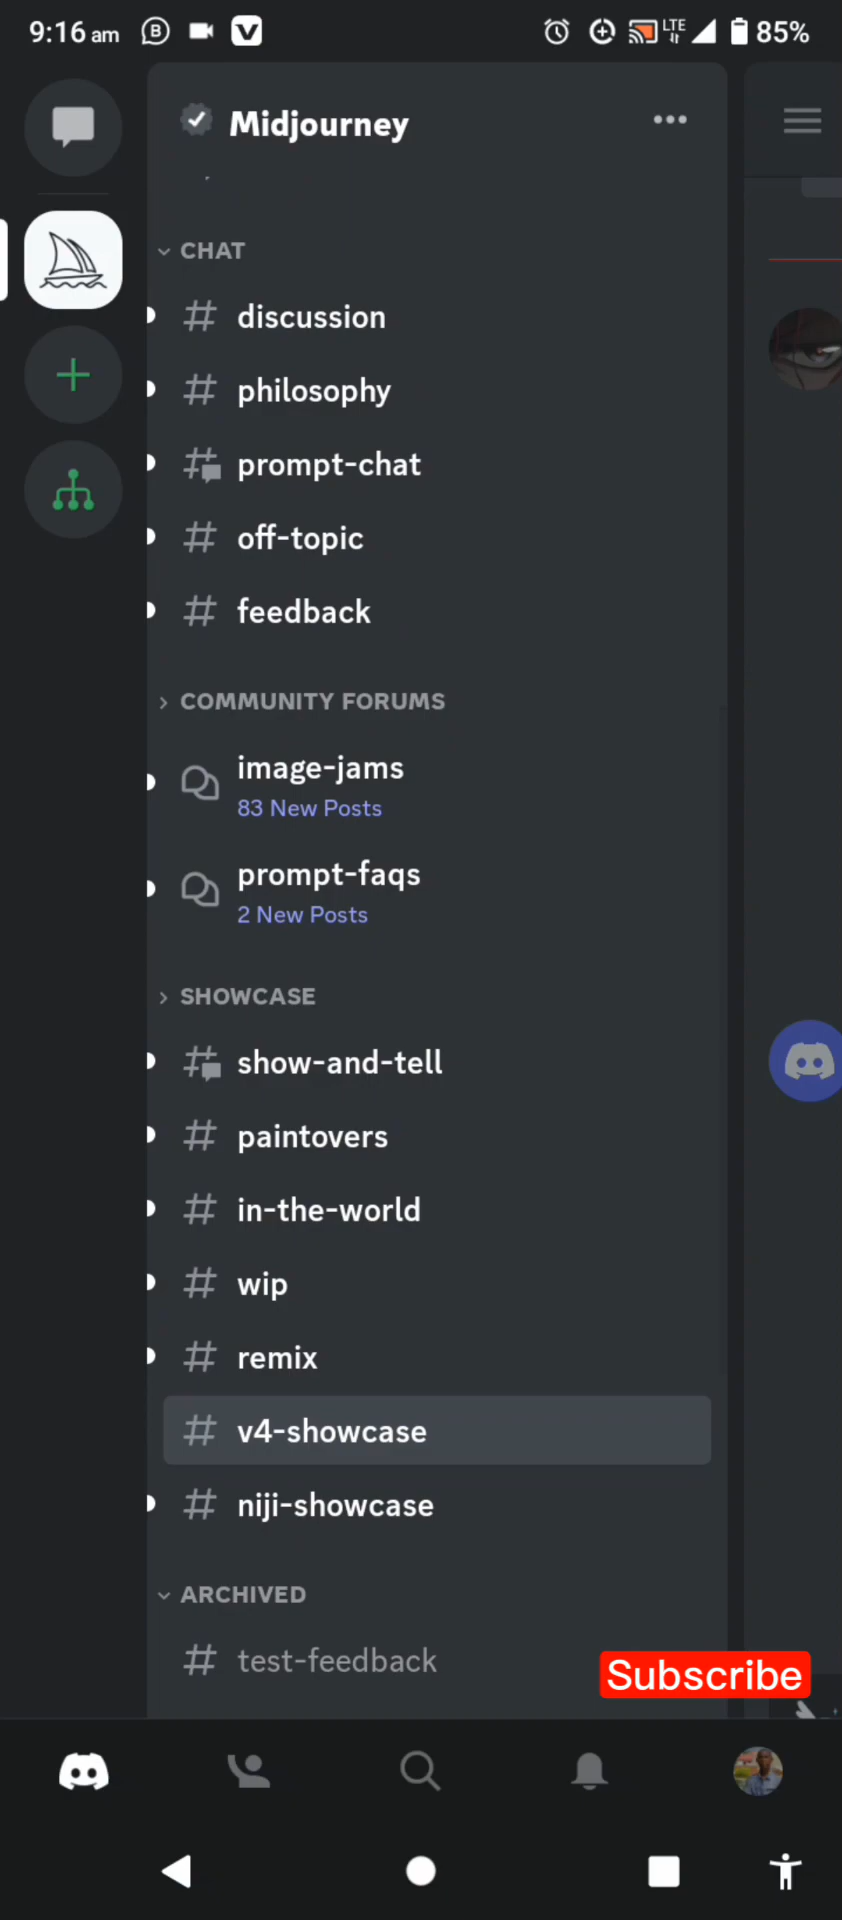 9:16 am
LTE
85%
Midjourney
CHAT
discussion
philosophy
prompt-chat
off-topic
feedback
COMMUNITY FORUMS
image-jams
83 New Posts
prompt-faqs
2 New Posts
SHOWCASE
show-and-tell
paintovers
in-the-world
wip
remix
v4-showcase
niji-showcase
ARCHIVED
test-feedback
Subscribe